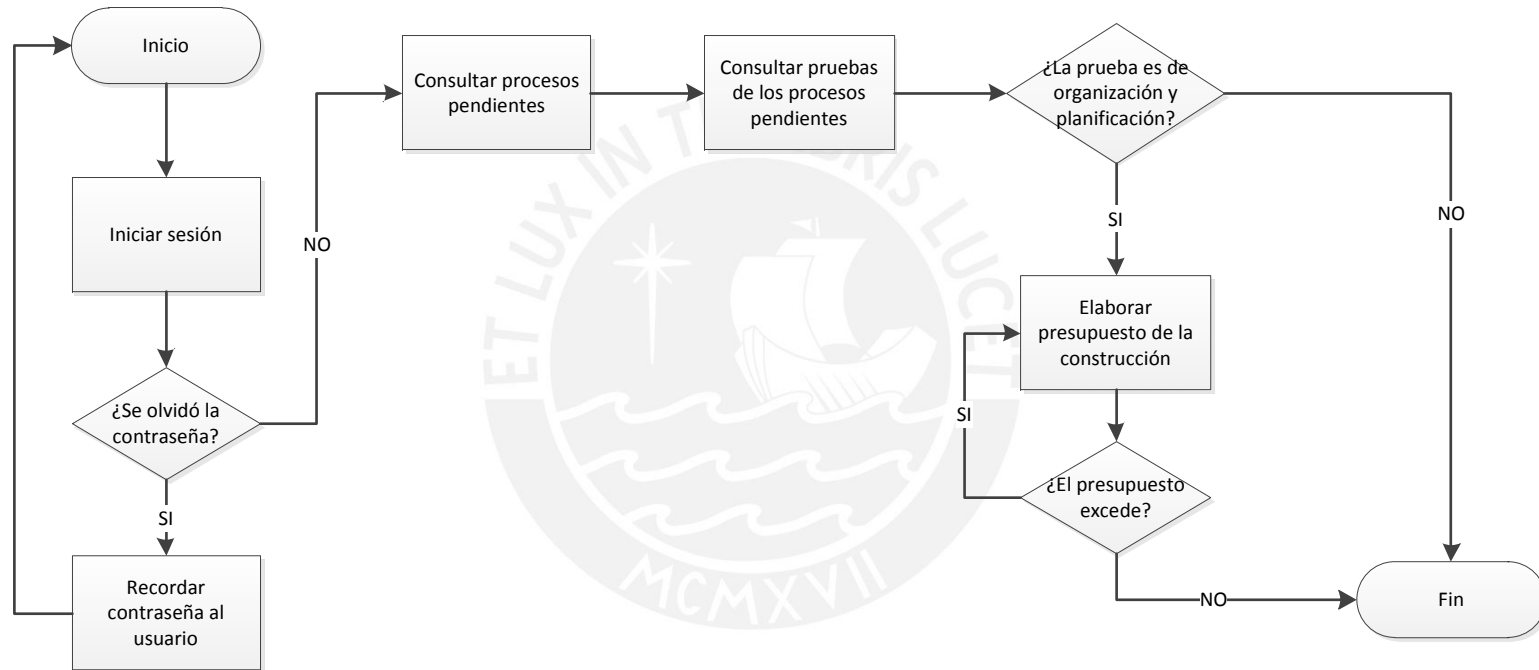 Inicio
Iniciar sesión
¿Se olvidó la
contraseña?
SI
Recordar
contraseña al
usuario
NO
Consultar procesos
pendientes
Consultar pruebas
de los procesos
pendientes
¿La prueba es de
organización y
planificación?
SI
NO
Elaborar
presupuesto de la
construcción
SI
¿El presupuesto
excede?
NO
Fin
ET LUX IN T BRIS LUCET
MCMXVII